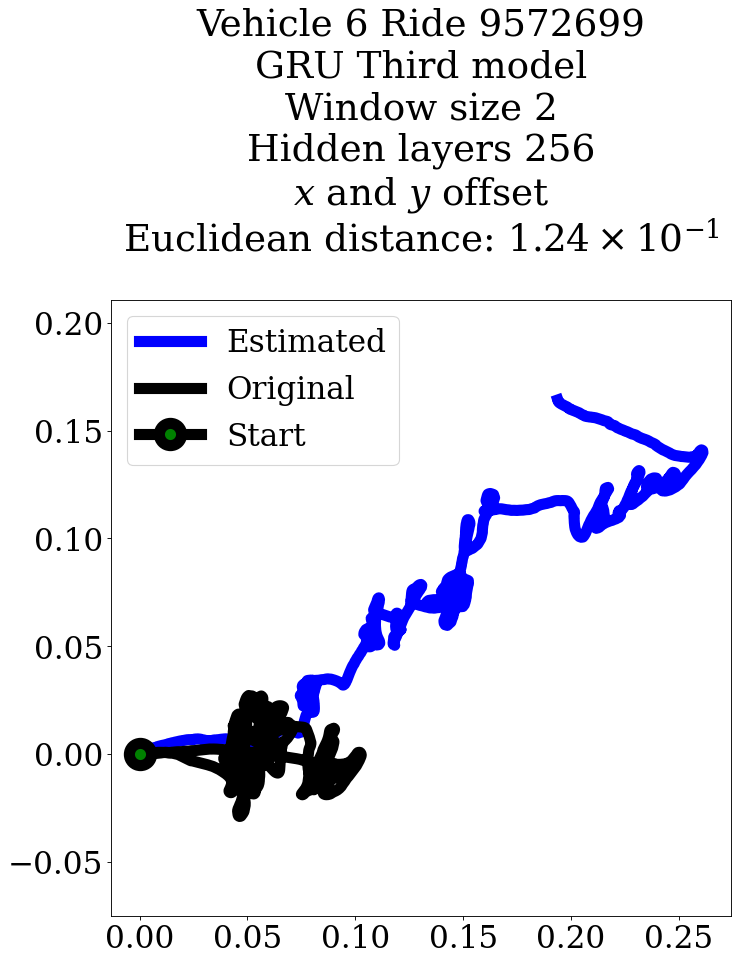 Vehicle 6 Ride 9572699
GRU Third model
Window size 2
Hidden layers 256
x and y offset
Euclidean distance: 1.24 × 10⁻¹
Estimated
Original
Start
0.20
0.15
0.10
0.05
0.00
−0.05
0.00 0.05 0.10 0.15 0.20 0.25